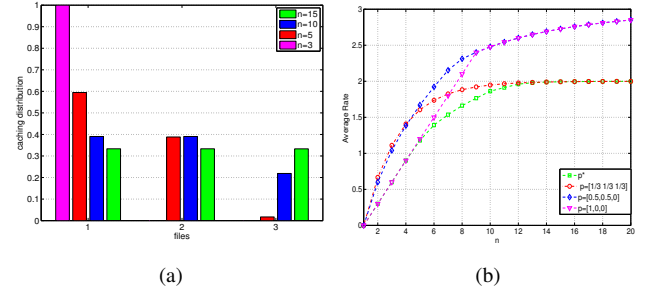 1
0.9
0.8
0.7
0.6
0.5
0.4
0.3
0.2
0.1
0
caching distribution
1 2 3
files
n=15
n=10
n=5
n=3
(a)
3
2.5
2
1.5
1
0.5
0
Average Rate
2 4 6 8 10 12 14 16 18 20
n
p*
p=[1/3 1/3 1/3]
p=[0.5,0.5,0]
p=[1,0,0]
(b)